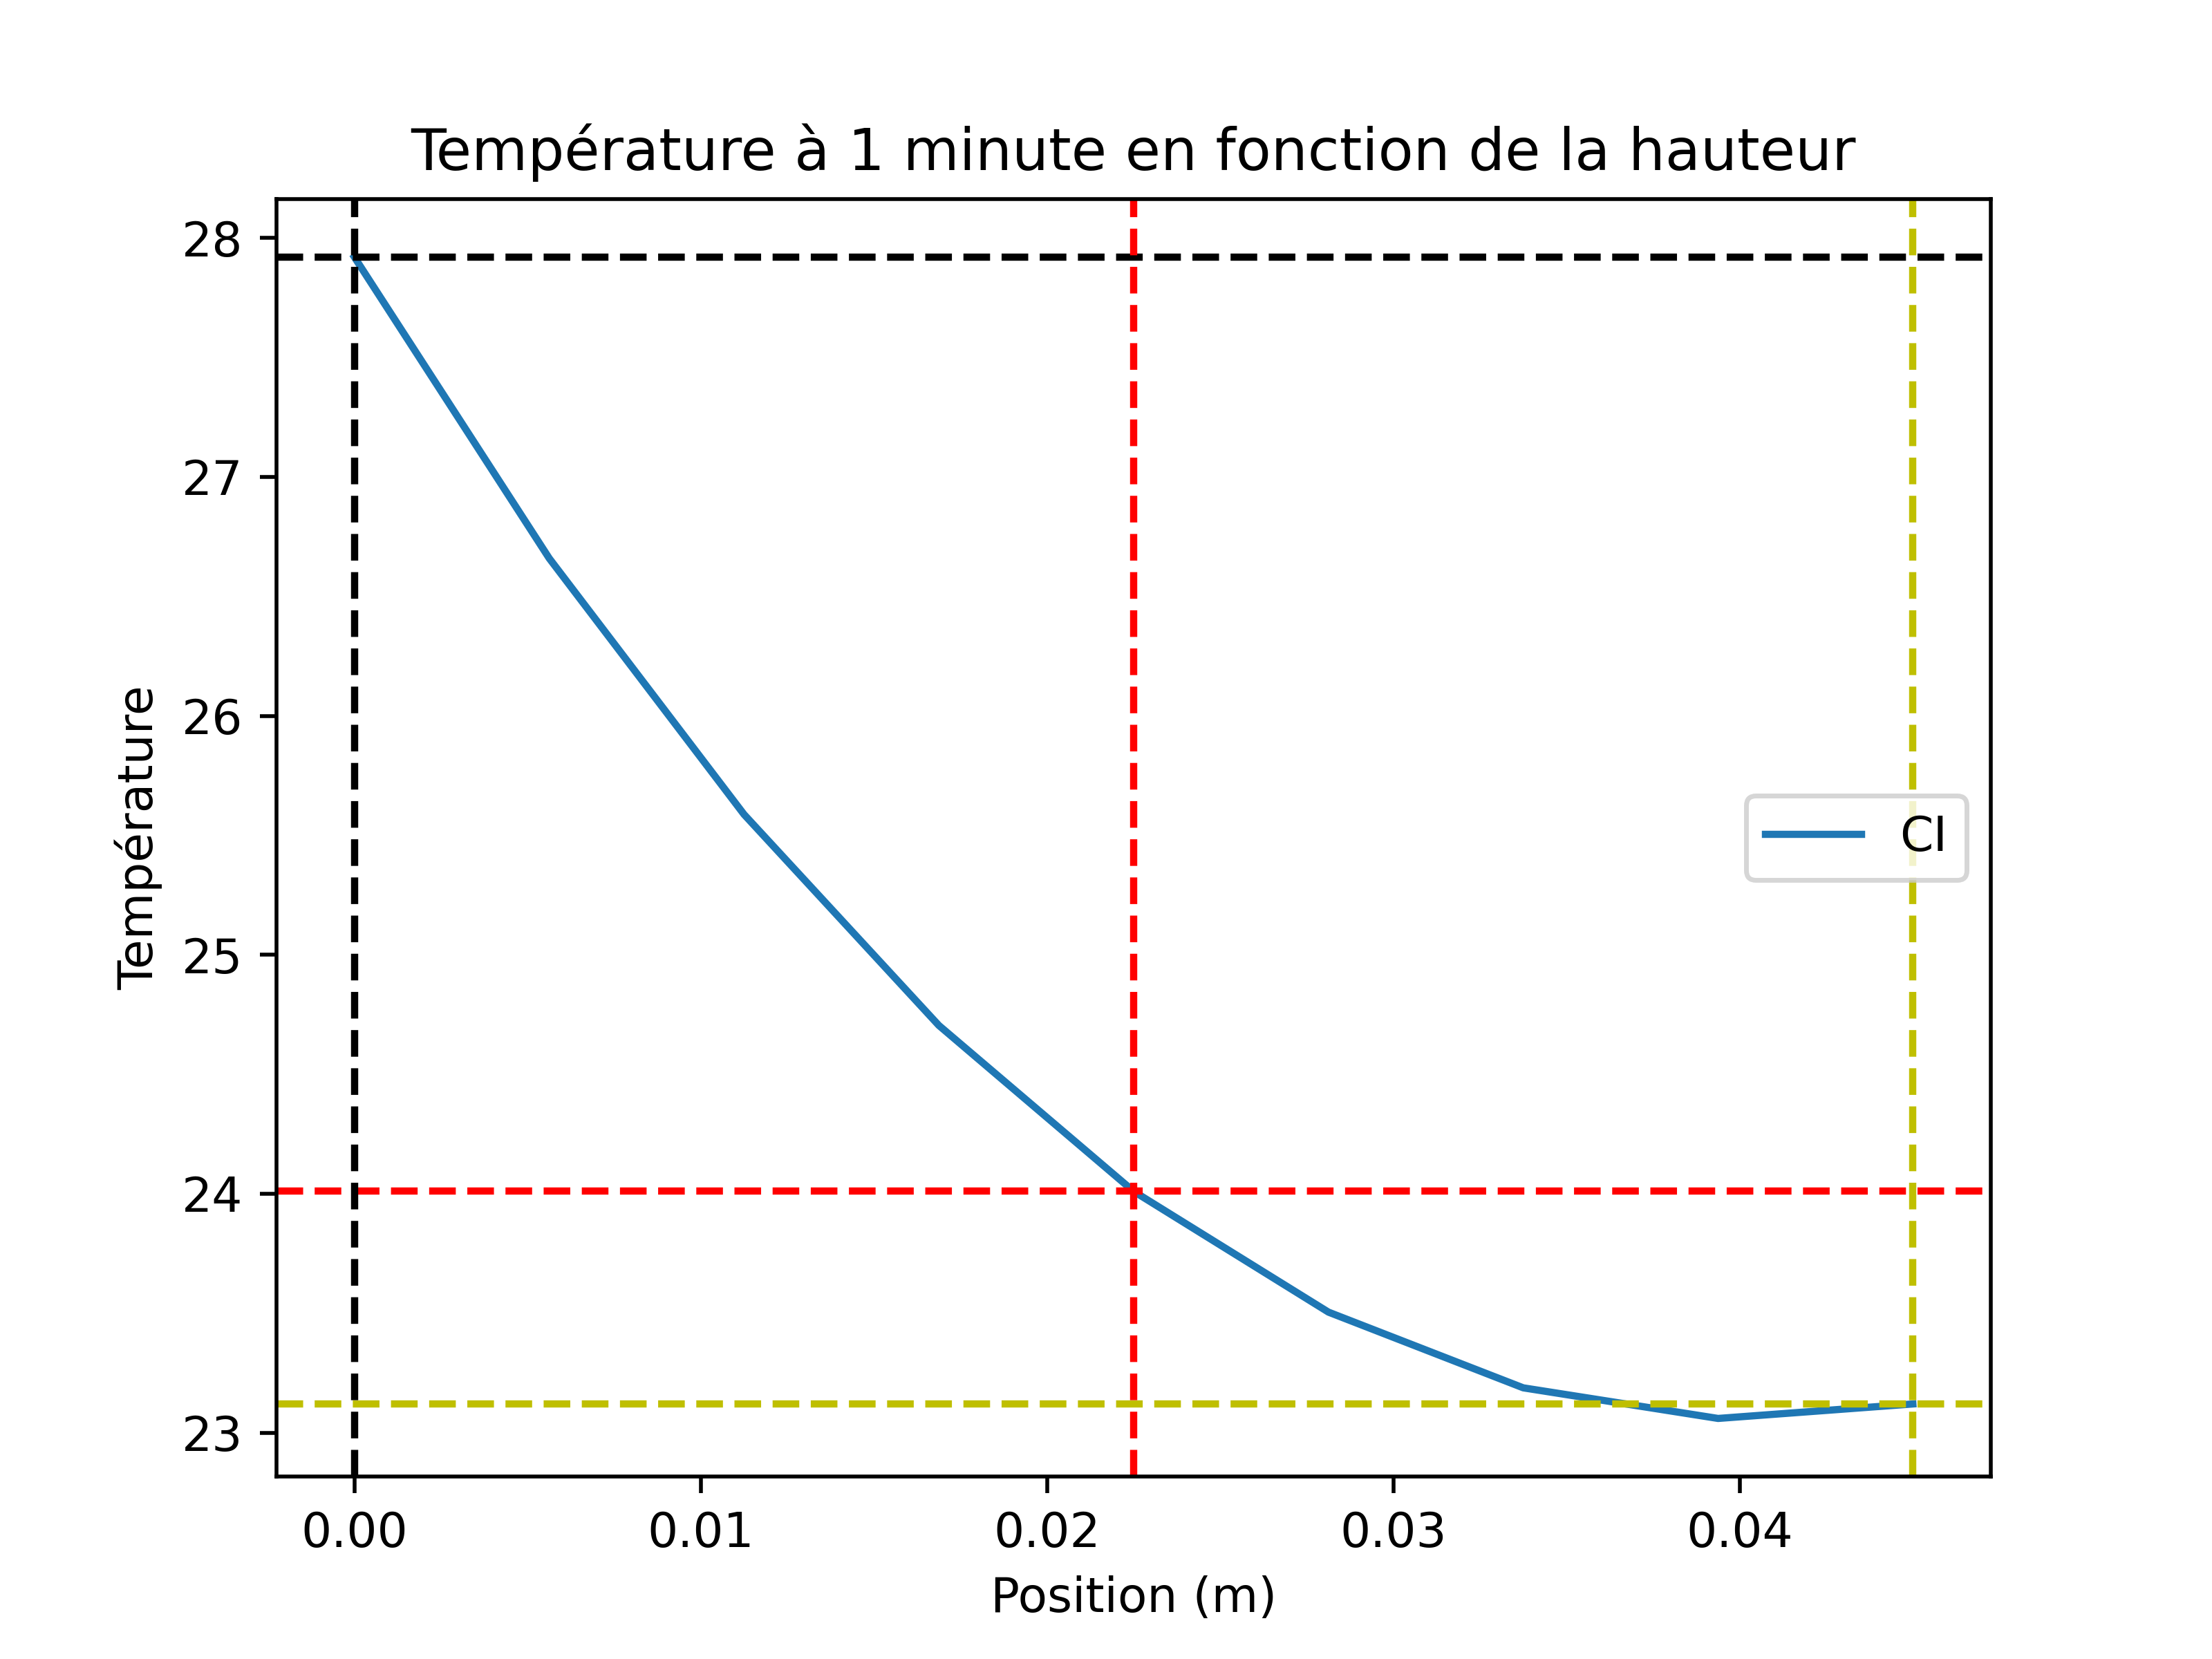 Température à 1 minute en fonction de la hauteur
28
27
26
25
24
23
Température
CI
0.00 0.01 0.02 0.03 0.04
Position (m)